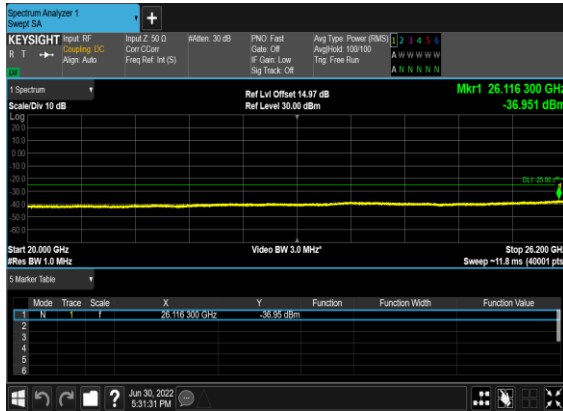 Spectrum Analyzer 1
Swept SA
+
KEYSIGHT Input: RF Input Z: 50 Ω #Atten: 30 dB PNO: Fast Avg Type: Power (RMS) 1 2 3 4 5 6
R T Coupling: DC Corr CCorr Gate: Off Avg|Hold: 100/100 A W W W W W
Align: Auto Freq Ref: Int (S) IF Gain: Low Trig: Free Run
Sig Track: Off A N N N N N
1 Spectrum
Scale/Div 10 dB
Ref Lvl Offset 14.97 dB
Ref Level 30.00 dBm
Mkr1 26.116 300 GHz
-36.951 dBm
Log
20.0
10.0
0.00
-10.0
-20.0
DL1 -25.00
-30.0
-40.0
-50.0
-60.0
Start 20.000 GHz Video BW 3.0 MHz* Stop 26.200 GHz
#Res BW 1.0 MHz Sweep ~11.8 ms (40001 pts
5 Marker Table
Mode Trace Scale X Y Function Function Width Function Value
1 N 1 f 26.116 300 GHz -36.95 dBm
2
3
4
5
6
? Jun 30, 2022
5:31:31 PM